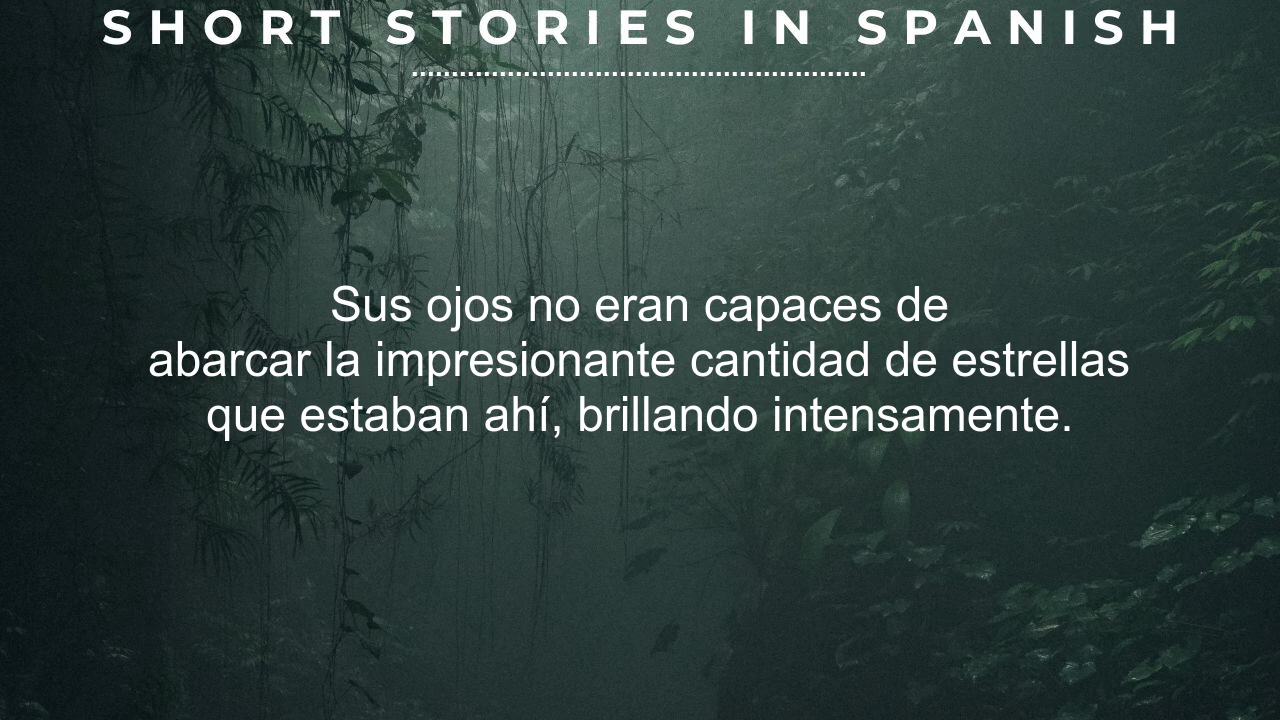 SHORT STORIES IN SPANISH
Sus ojos no eran capaces de
abarcar la impresionante cantidad de estrellas
que estaban ahí, brillando intensamente.